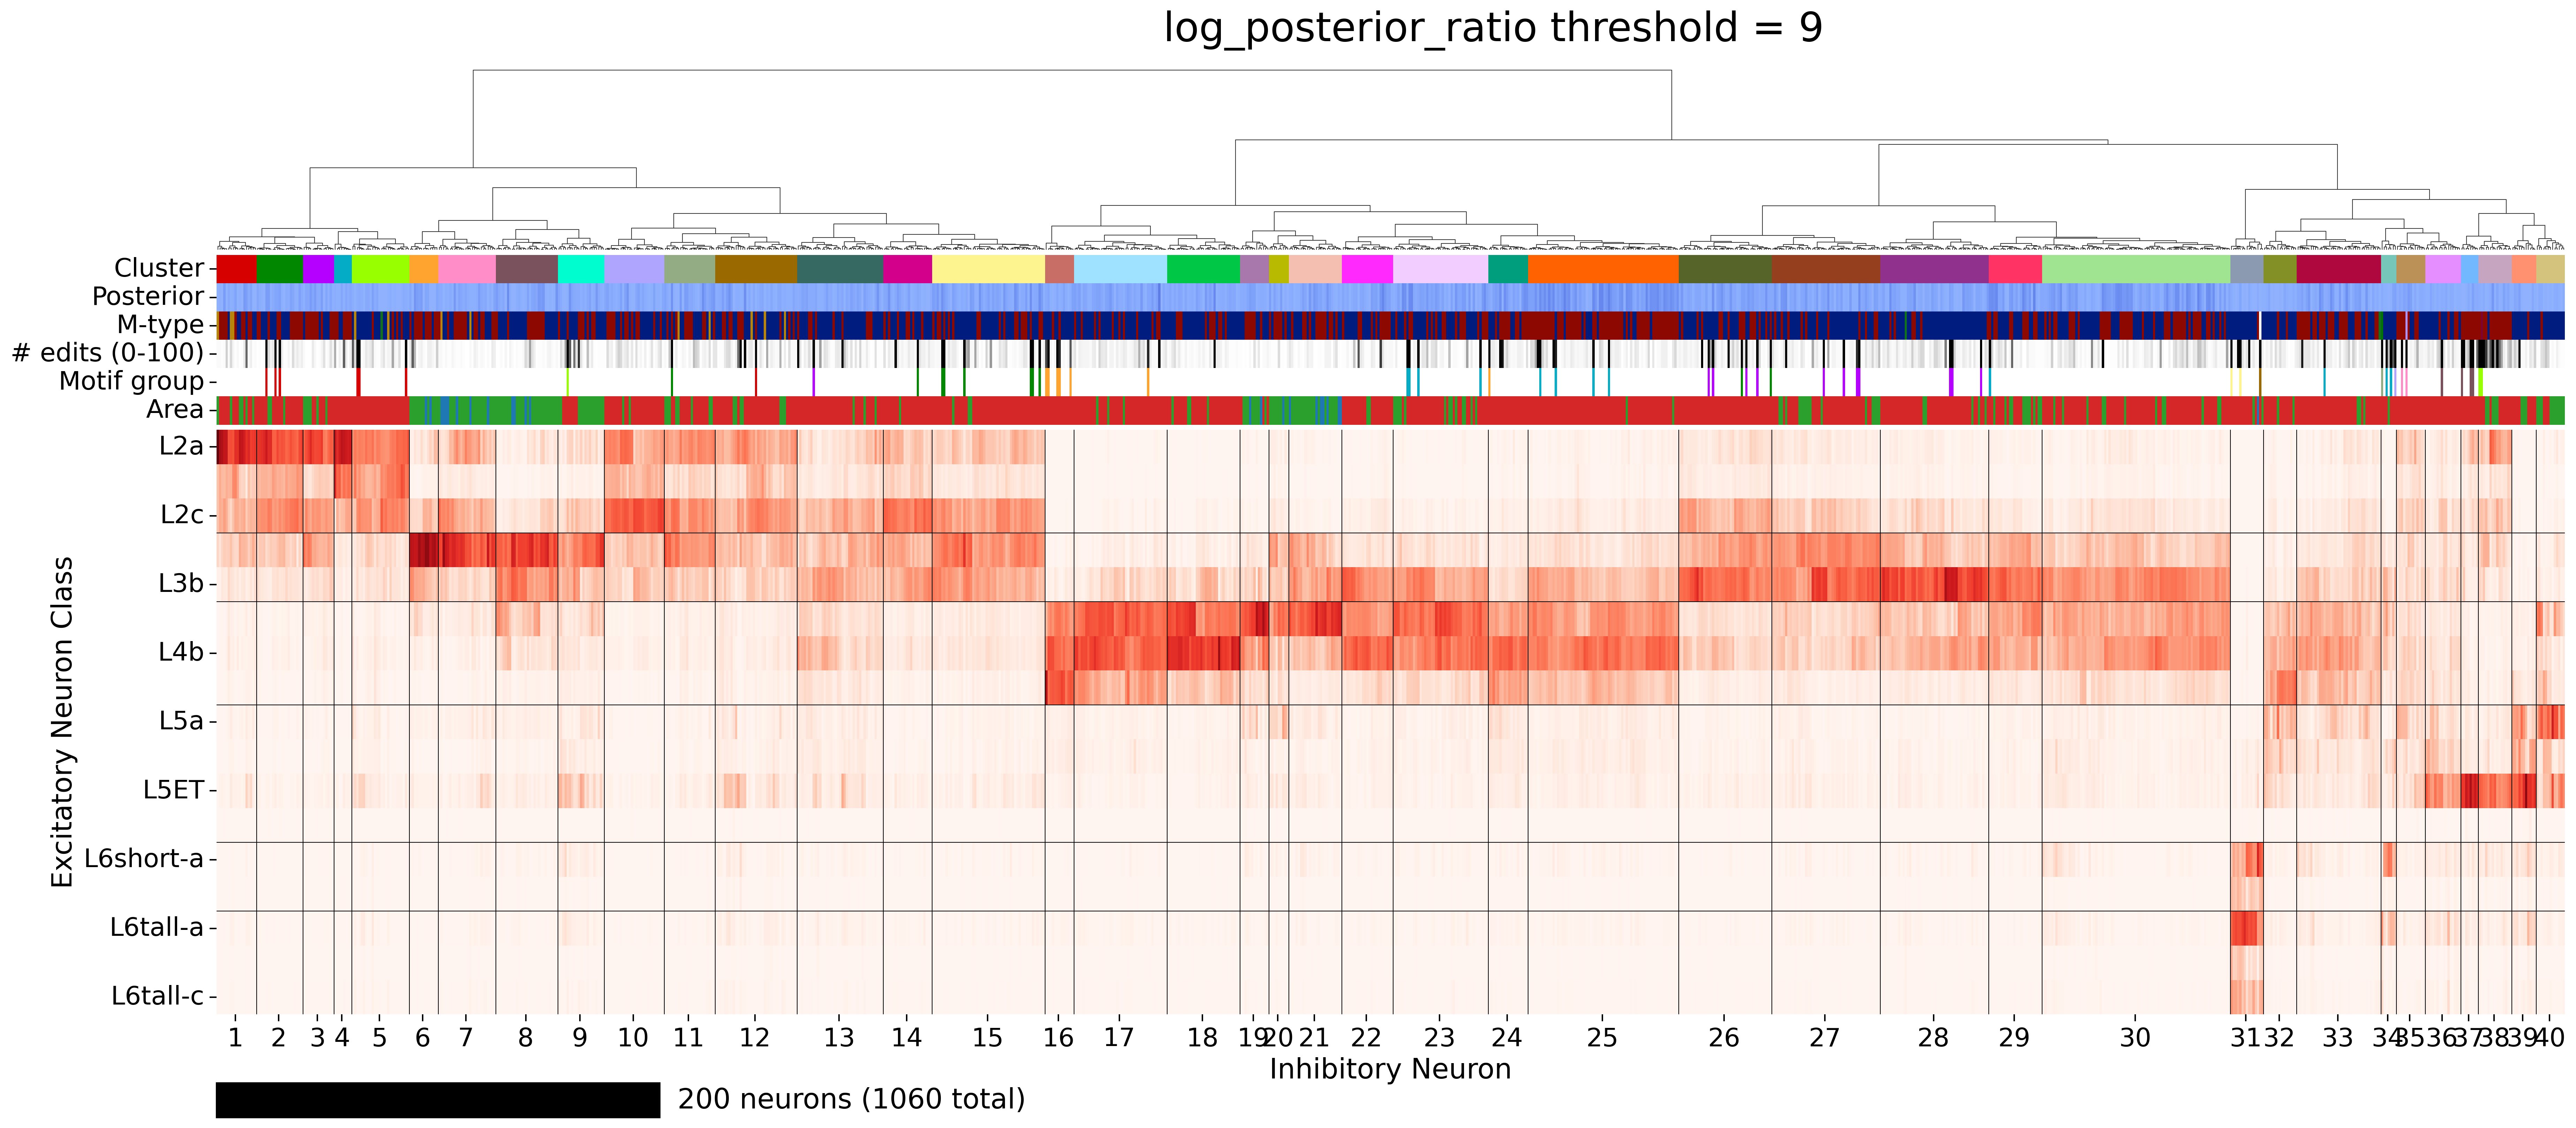 log_posterior_ratio threshold = 9
Cluster
Posterior
M-type
# edits (0-100)
Motif group
Area
L2a
L2c
L3b
L4b
L5a
L5ET
L6short-a
L6tall-a
L6tall-c
Excitatory Neuron Class
1 2 3 4 5 6 7 8 9 10 11 12 13 14 15 16 17 18 19 20 21 22 23 24 25 26 27 28 29 30 31 32 33 34 35 36 37 38 39 40
Inhibitory Neuron
200 neurons (1060 total)